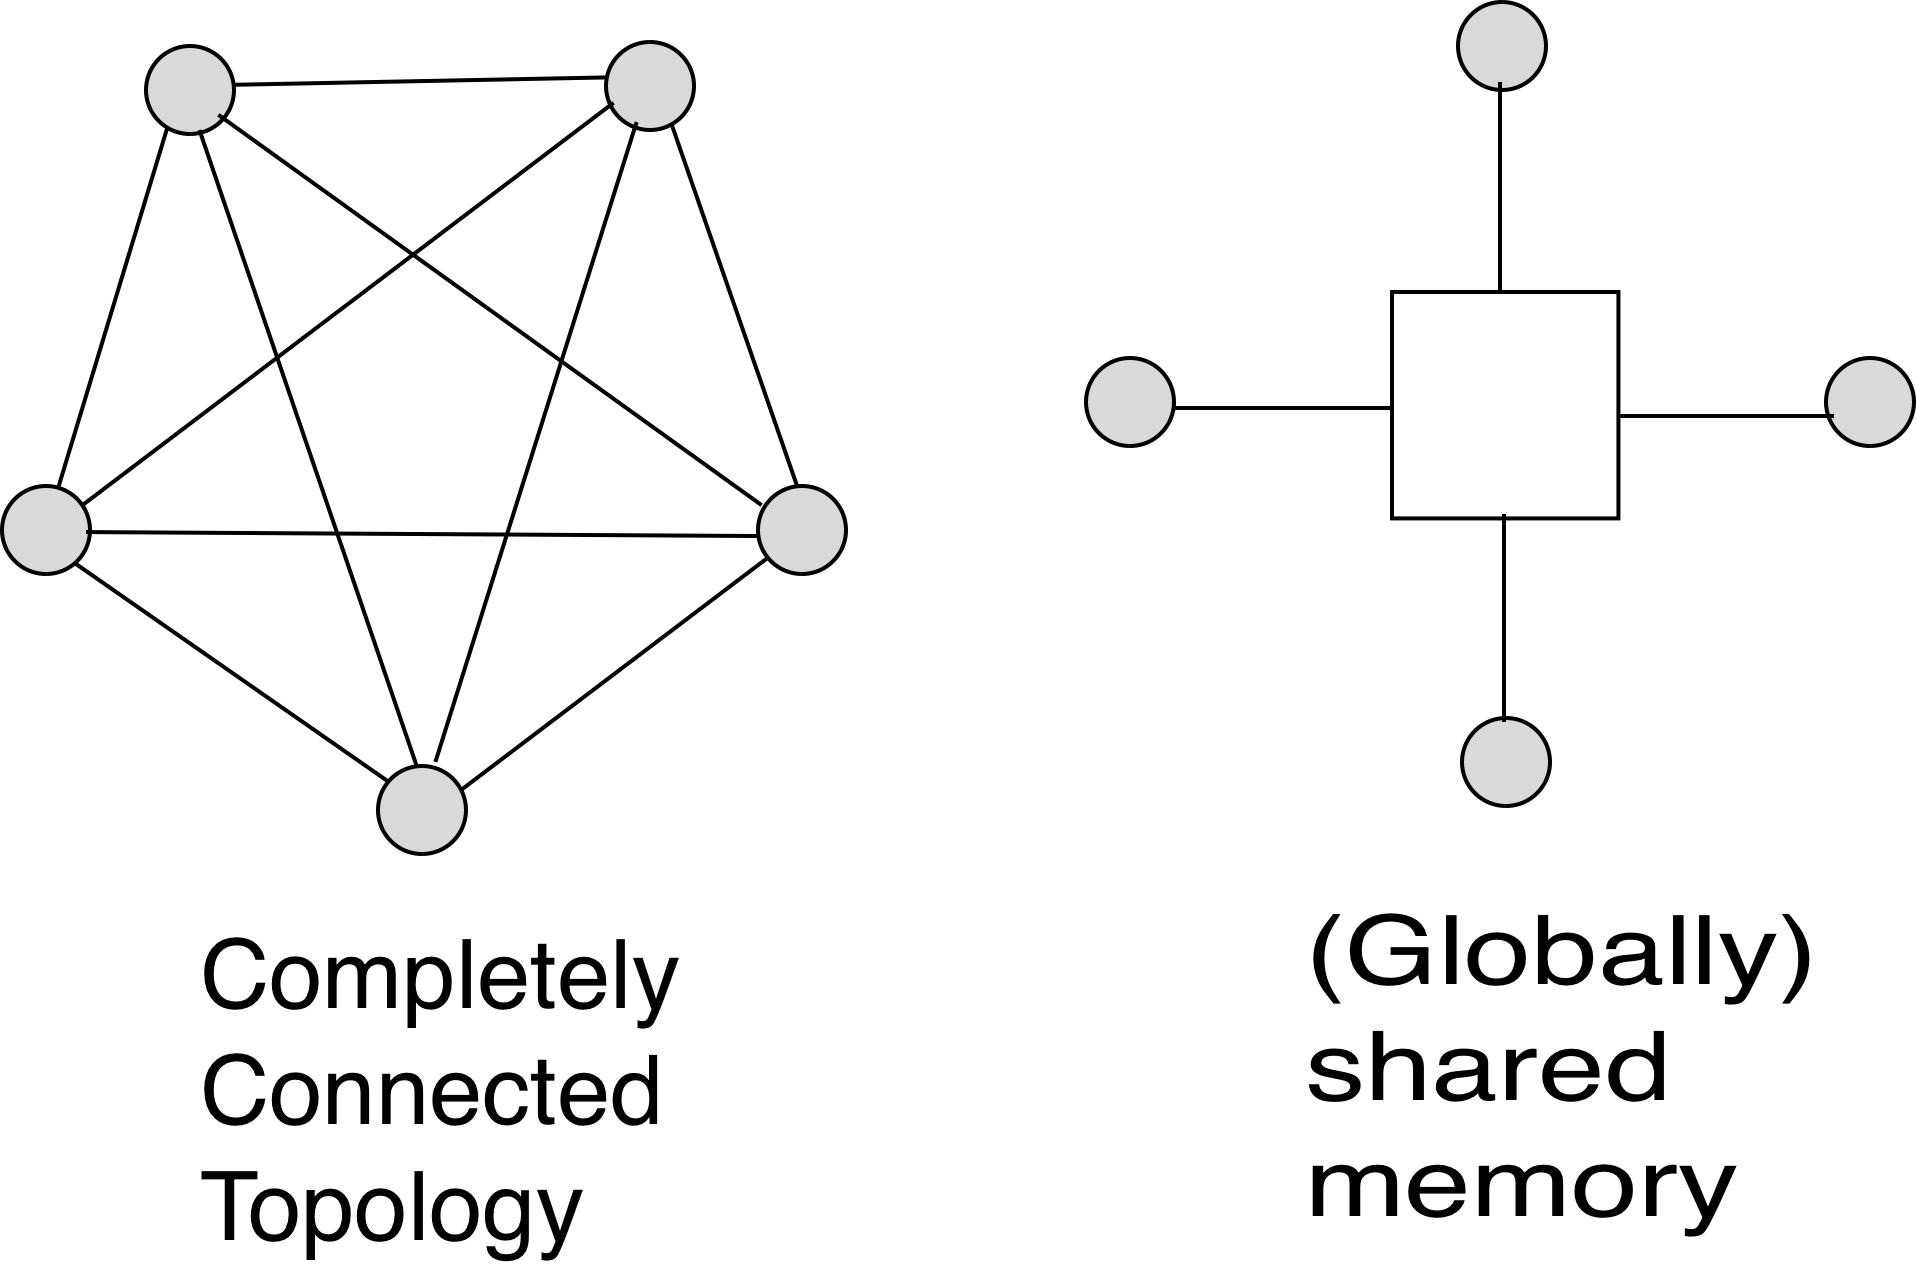 Completely
Connected
Topology
(Globally)
shared
memory